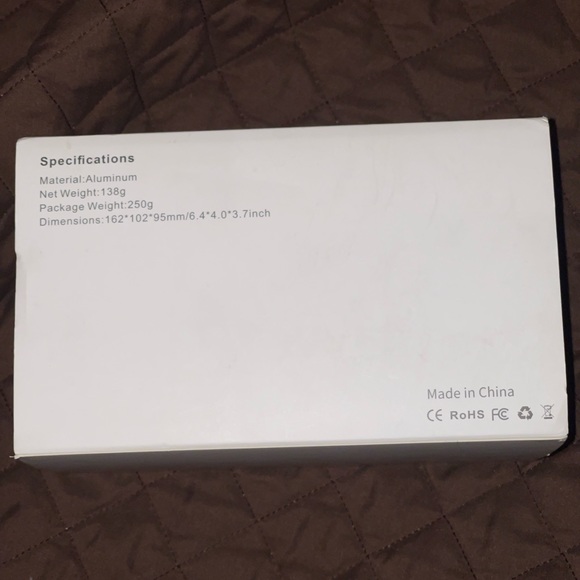 Specifications
Material:Aluminum
Net Weight:138g
Package Weight:250g
Dimensions:162*102*95mm/6.4*4.0*3.7inch
Made in China
CE RoHS FC